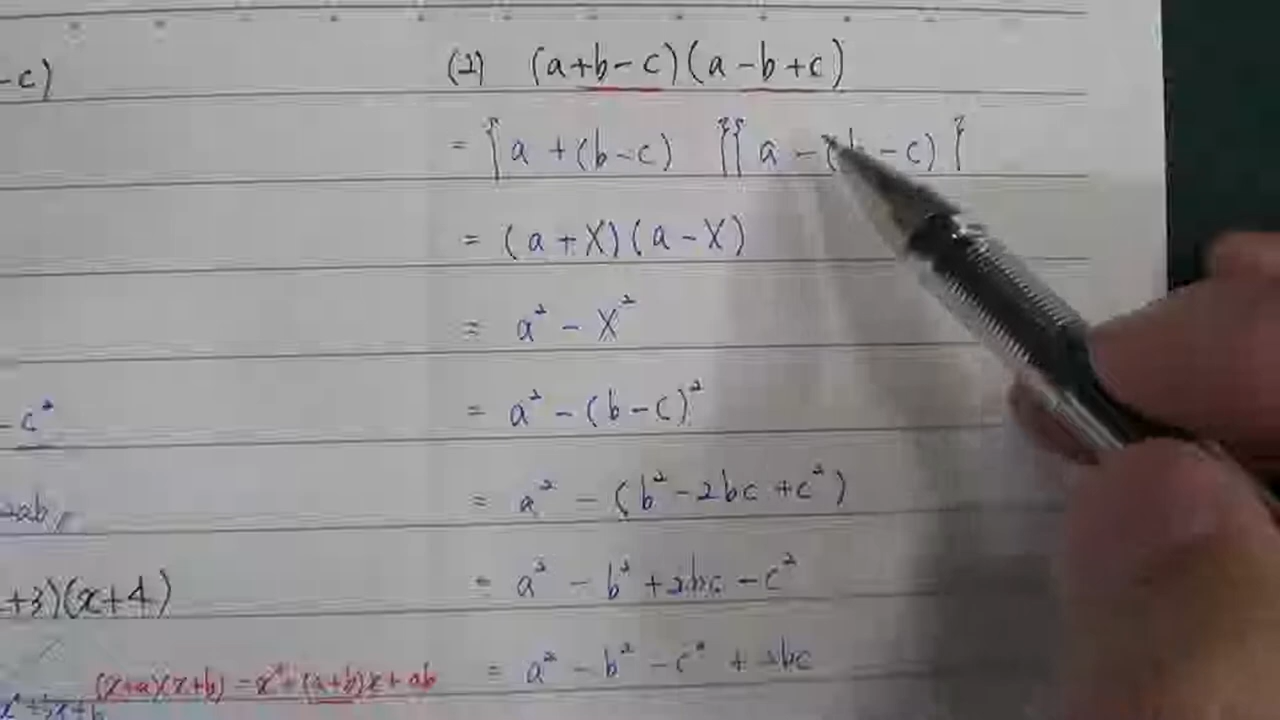 -c)
(2) (a+b-c)(a-b+c)
= {a+(b-c)}{a-(b-c)}
= (a+X)(a-X)
= a² - X²
= a² - (b-c)²
-c²
= a² - (b² - 2bc + c²)
2ab
= a² - b² + 2bc - c²
+3)(x+4)
= a² - b² - c² + 2bc
(x+a)(x+b) = x² + (a+b)x + ab